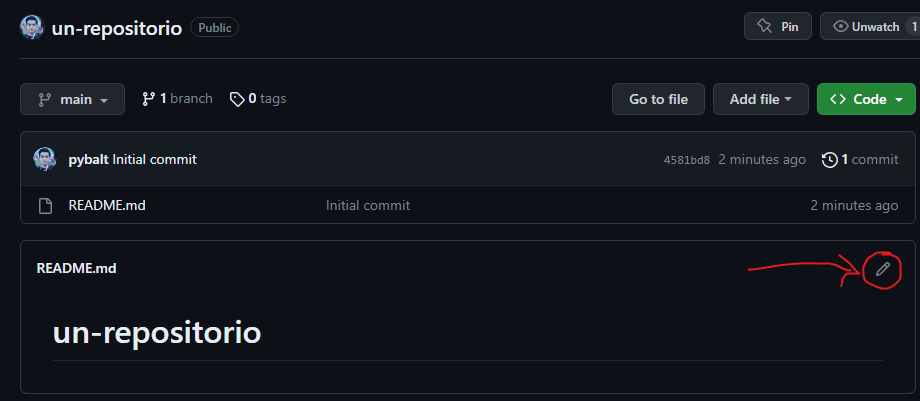 un-repositorio Public Pin Unwatch 1
main 1 branch 0 tags Go to file Add file Code
pybalt Initial commit 4581bd8 2 minutes ago 1 commit
README.md Initial commit 2 minutes ago
README.md
un-repositorio